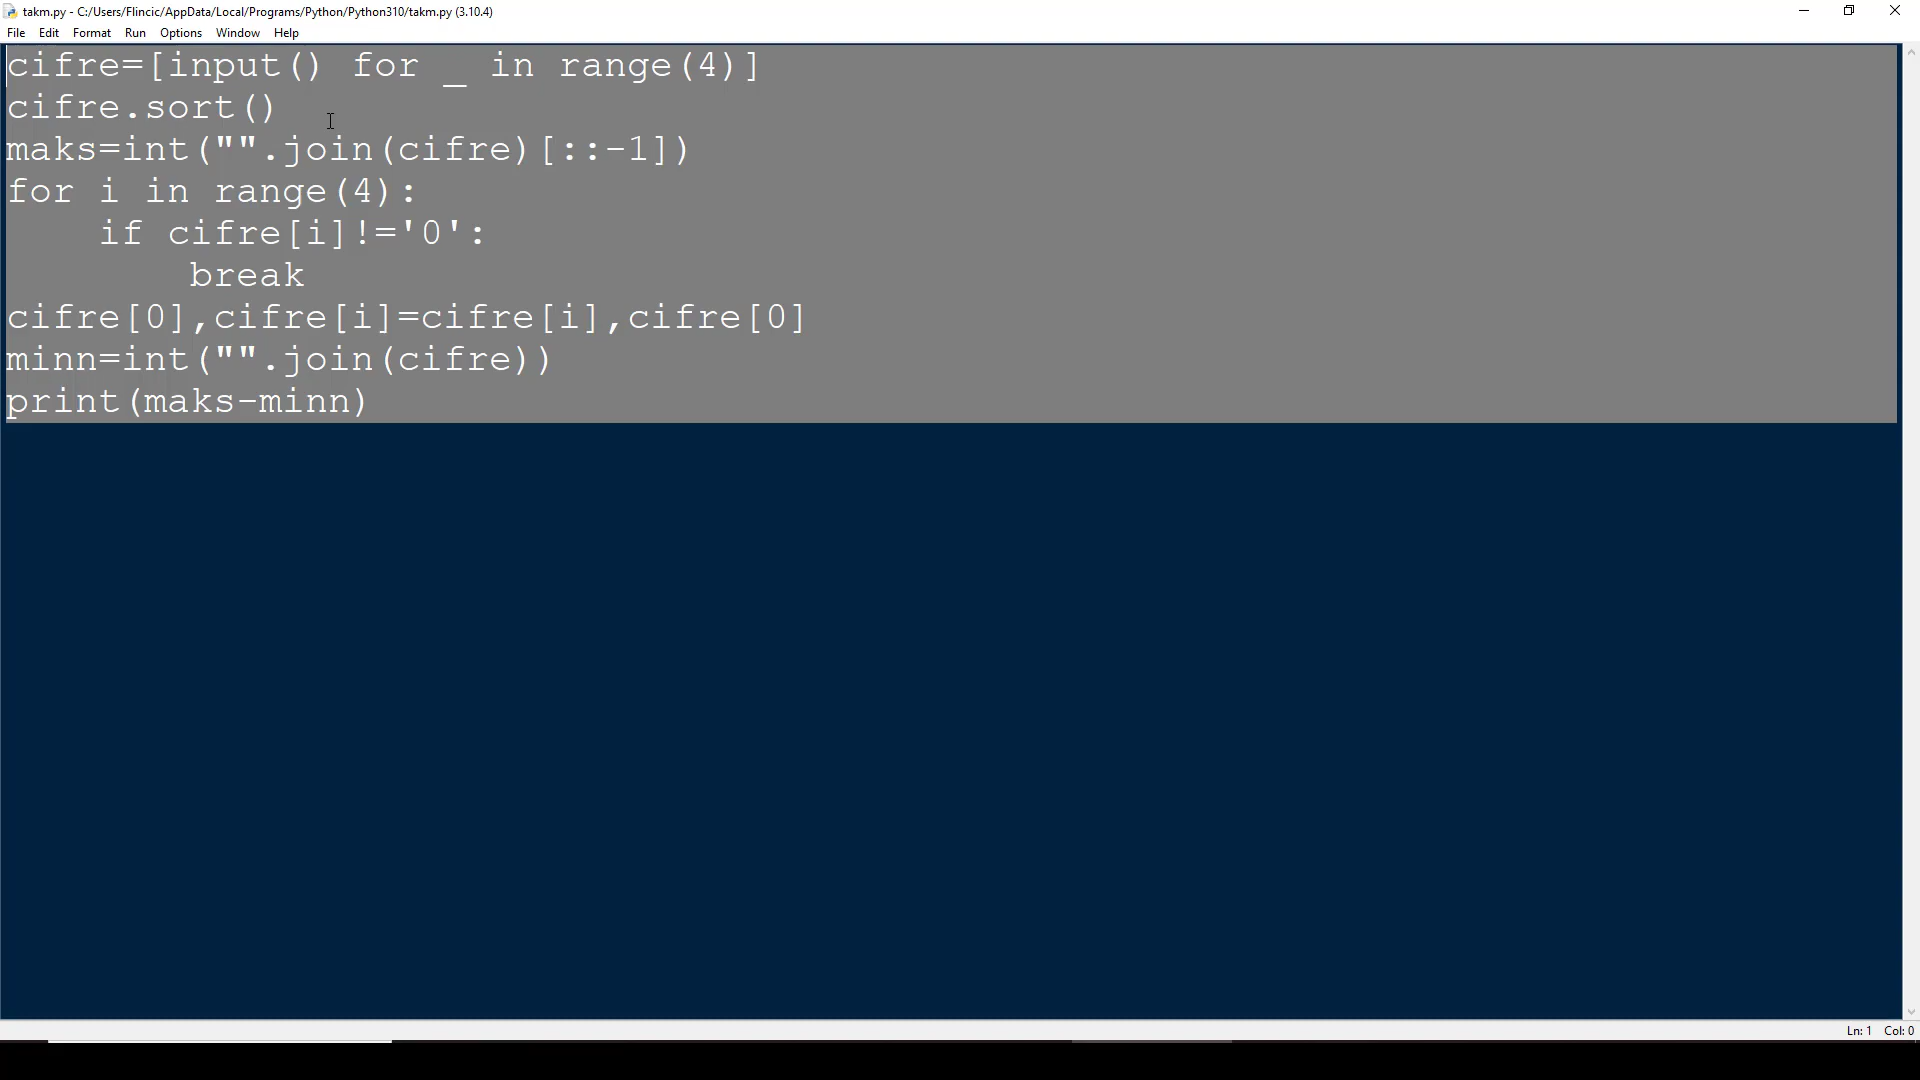 takm.py - C:/Users/Flincic/AppData/Local/Programs/Python/Python310/takm.py (3.10.4)
File Edit Format Run Options Window Help
cifre=[input() for _ in range(4)]
cifre.sort()
maks=int("".join(cifre)[::-1])
for i in range(4):
    if cifre[i]!='0':
        break
cifre[0],cifre[i]=cifre[i],cifre[0]
minn=int("".join(cifre))
print(maks-minn)
Ln: 1 Col: 0